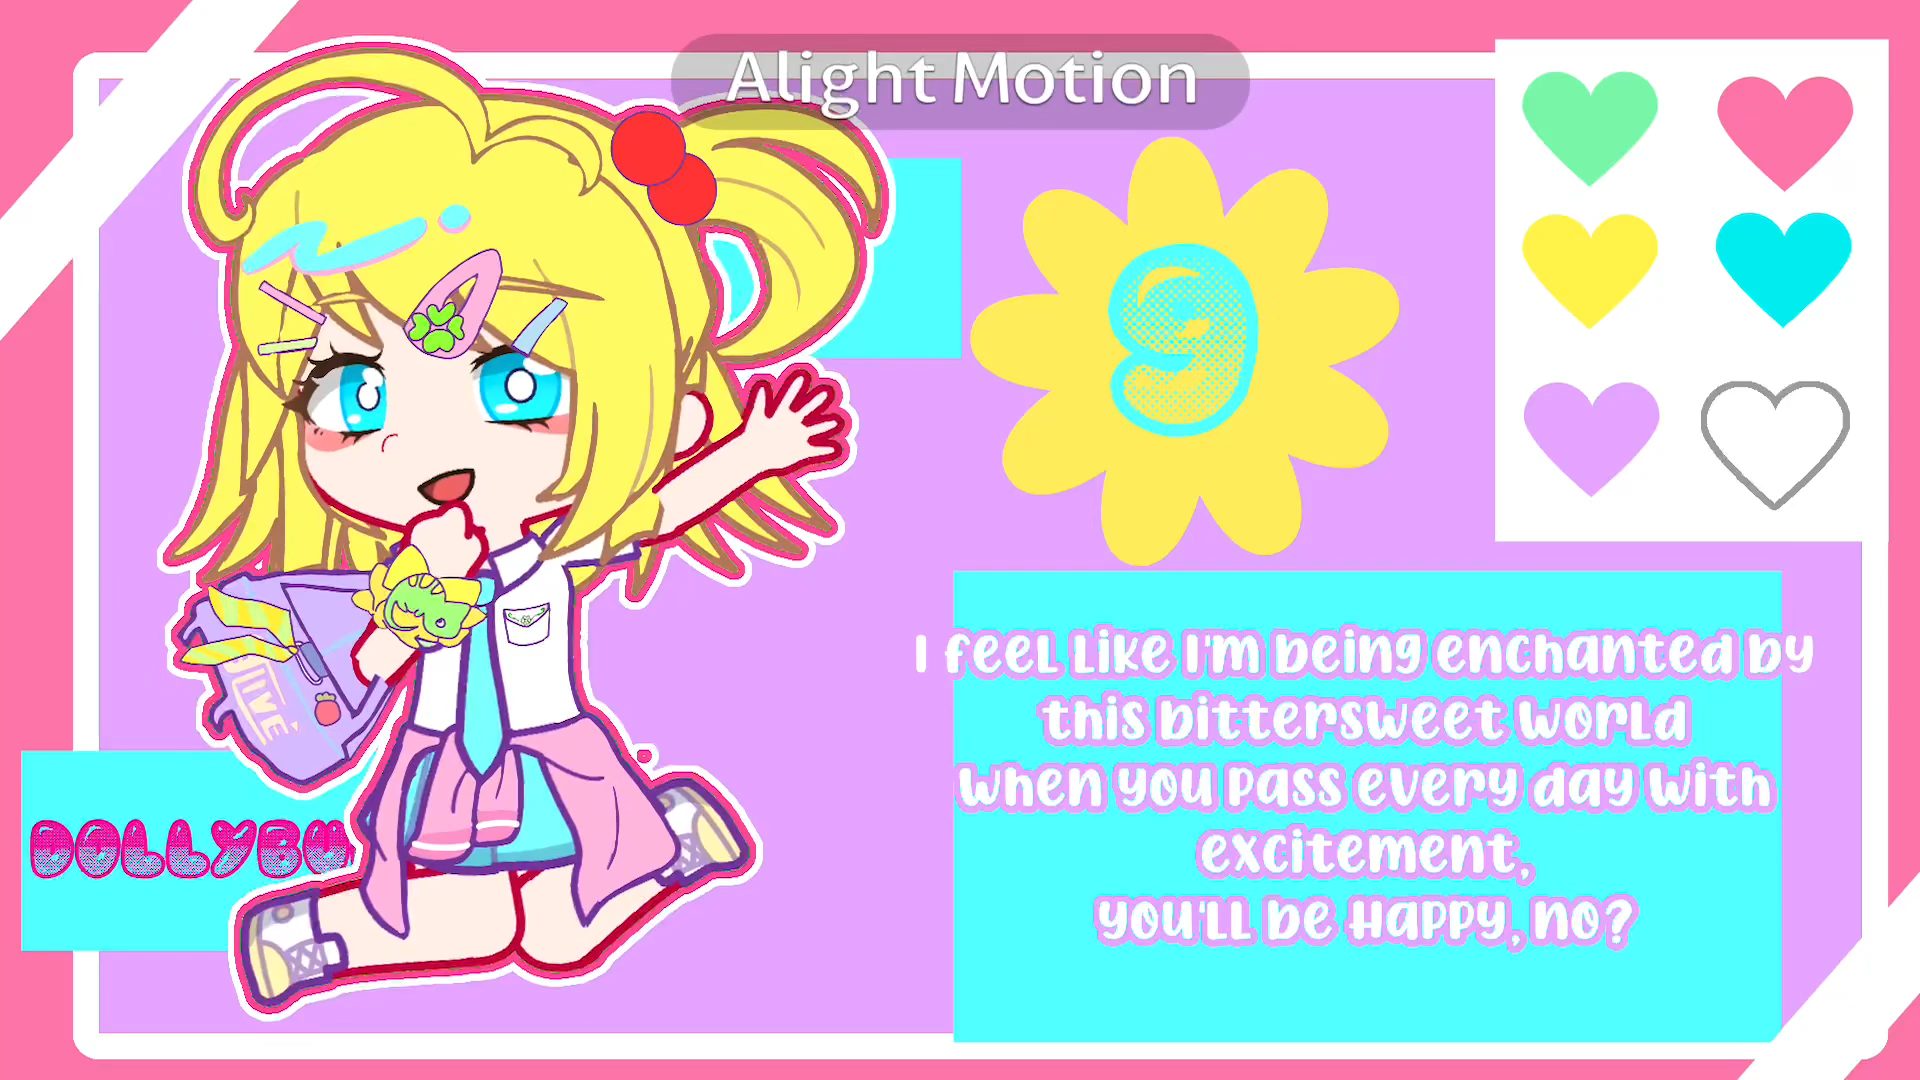 Alight Motion
9
I feel like I'm being enchanted by
this bittersweet world
when you pass every day with
excitement,
you'll be happy, no?
LIVE
DOLLYBU